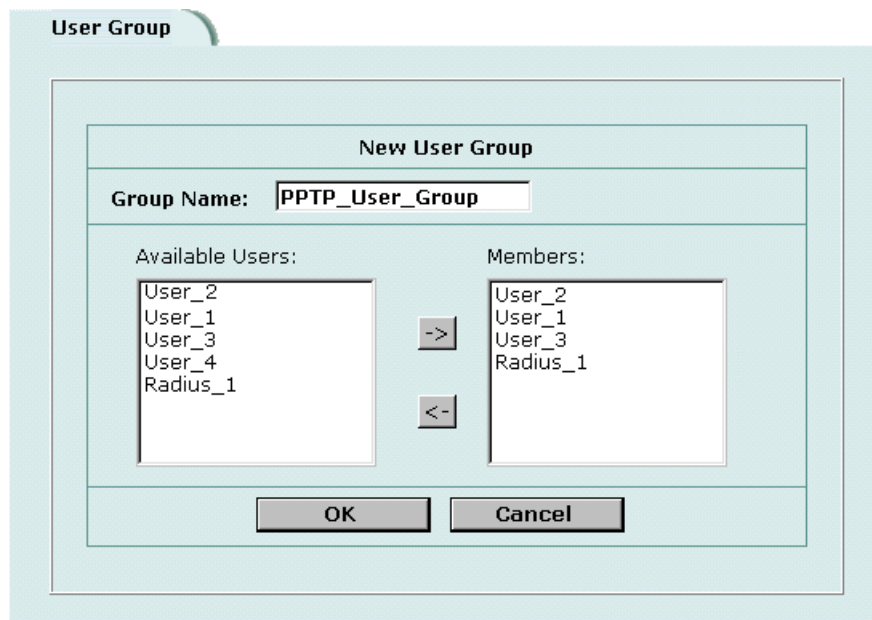 User Group
New User Group
Group Name: PPTP_User_Group
Available Users:
User_2
User_1
User_3
User_4
Radius_1
->
<-
Members:
User_2
User_1
User_3
Radius_1
OK
Cancel